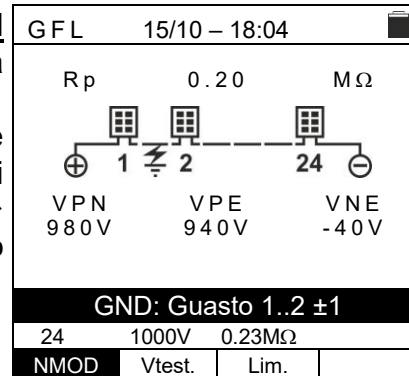 GFL 15/10 – 18:04
Rp 0.20 MΩ
1 2 24
VPN VPE VNE
980V 940V -40V
GND: Guasto 1..2 ±1
24 1000V 0.23MΩ
NMOD Vtest. Lim.